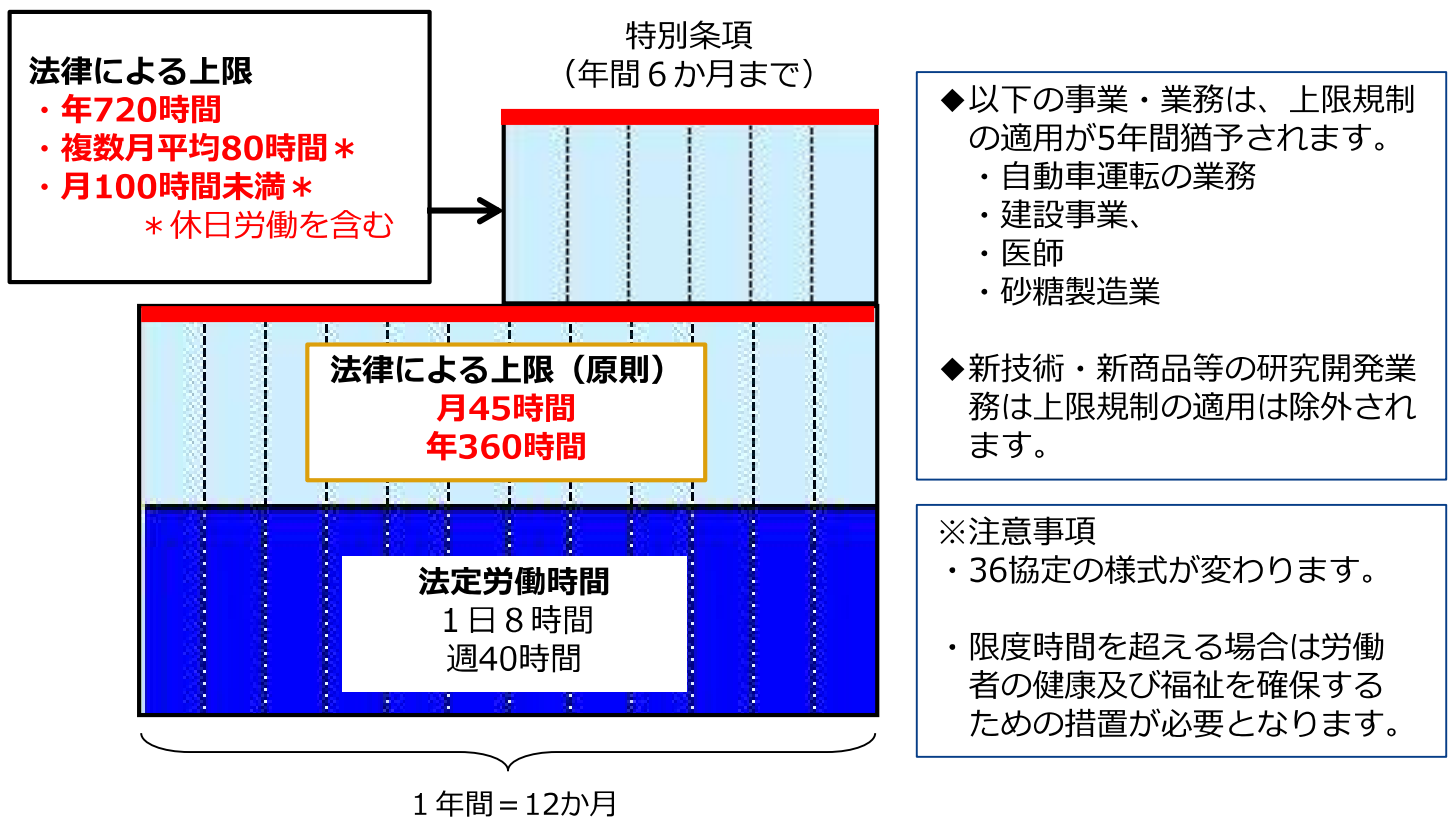 法律による上限
・年720時間
・複数月平均80時間＊
・月100時間未満＊
＊休日労働を含む
特別条項
（年間６か月まで）
法律による上限（原則）
月45時間
年360時間
法定労働時間
１日８時間
週40時間
１年間＝12か月
◆以下の事業・業務は、上限規制
の適用が5年間猶予されます。
・自動車運転の業務
・建設事業、
・医師
・砂糖製造業
◆新技術・新商品等の研究開発業
務は上限規制の適用は除外され
ます。
※注意事項
・36協定の様式が変わります。
・限度時間を超える場合は労働
者の健康及び福祉を確保する
ための措置が必要となります。